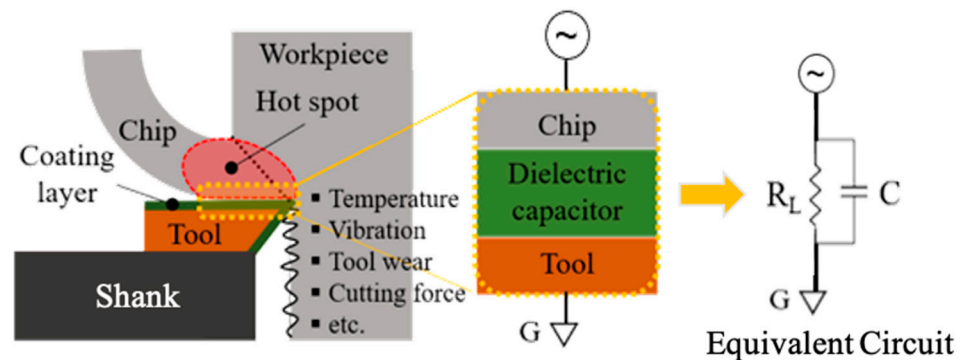 Workpiece
Hot spot
Chip
Coating
layer
Tool
Shank
▪ Temperature
▪ Vibration
▪ Tool wear
▪ Cutting force
▪ etc.
~
Chip
Dielectric
capacitor
Tool
G
~
R_L
C
G
Equivalent Circuit